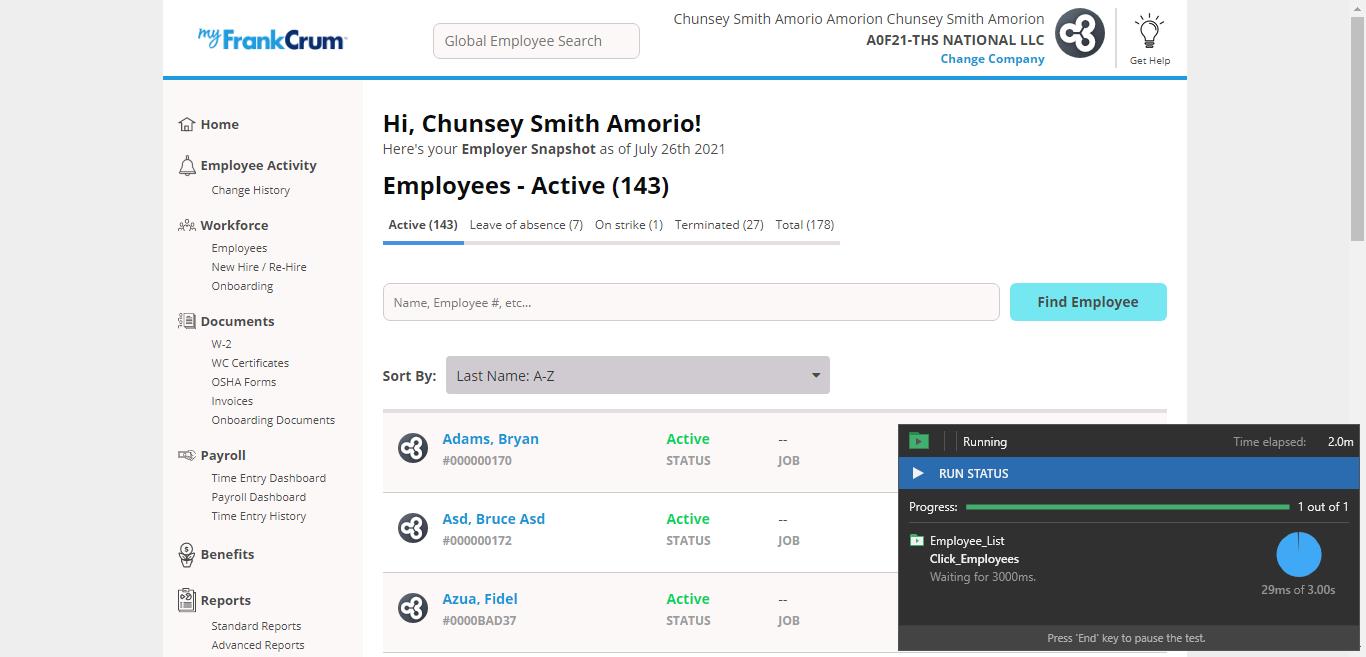 myFrankCrum
Global Employee Search
Chunsey Smith Amorio Amorion Chunsey Smith Amorion
A0F21-THS NATIONAL LLC
Change Company
Get Help
Home
Employee Activity
Change History
Workforce
Employees
New Hire / Re-Hire
Onboarding
Documents
W-2
WC Certificates
OSHA Forms
Invoices
Onboarding Documents
Payroll
Time Entry Dashboard
Payroll Dashboard
Time Entry History
Benefits
Reports
Standard Reports
Advanced Reports
Hi, Chunsey Smith Amorio!
Here's your Employer Snapshot as of July 26th 2021
Employees - Active (143)
Active (143) Leave of absence (7) On strike (1) Terminated (27) Total (178)
Name, Employee #, etc...
Find Employee
Sort By: Last Name: A-Z
Adams, Bryan Active --
#000000170 STATUS JOB
Asd, Bruce Asd Active --
#000000172 STATUS JOB
Azua, Fidel Active --
#0000BAD37 STATUS JOB
Running Time elapsed: 2.0m
RUN STATUS
Progress: 1 out of 1
Employee_List
Click_Employees
Waiting for 3000ms.
29ms of 3.00s
Press 'End' key to pause the test.